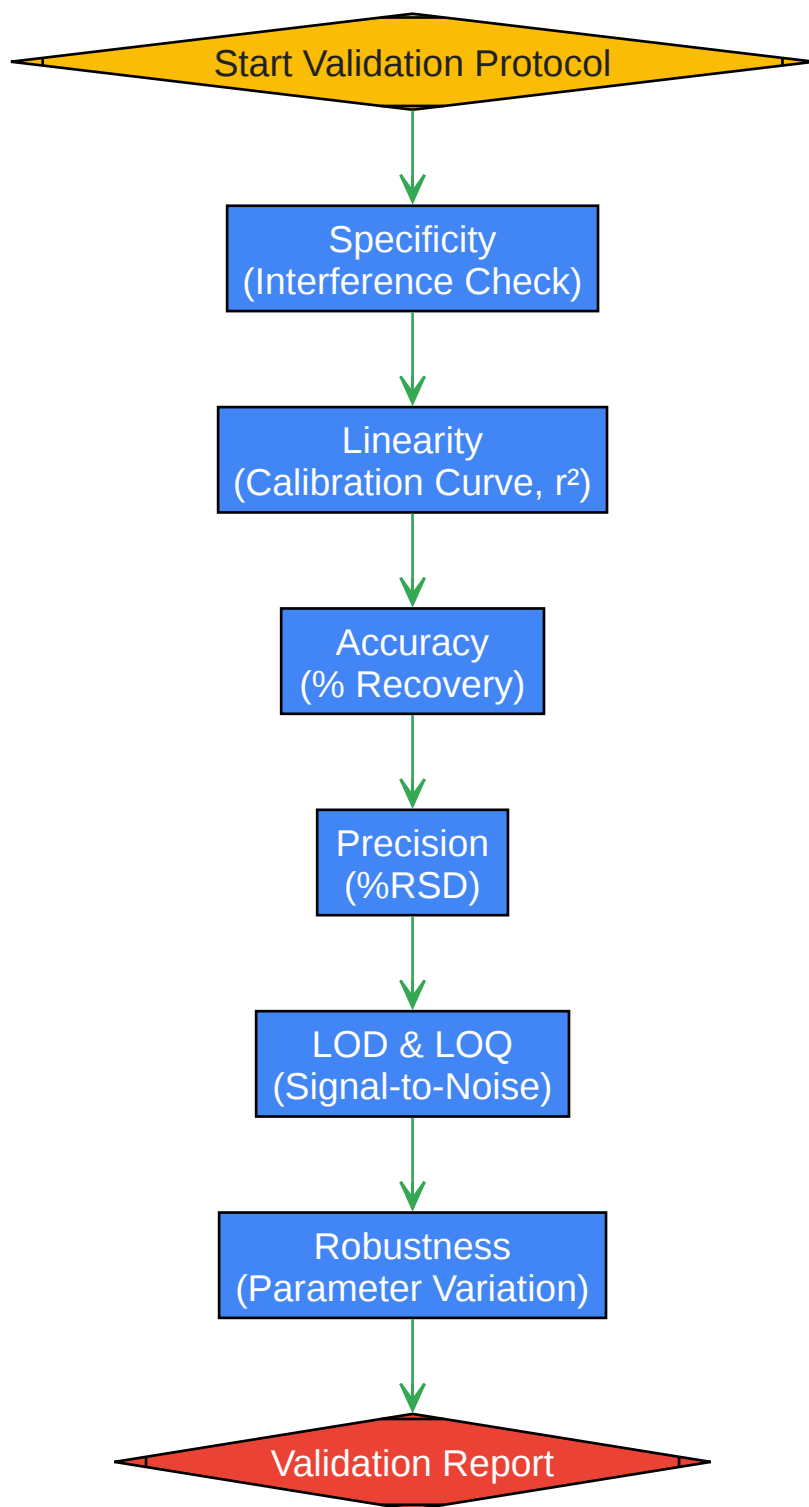 Start Validation Protocol
Specificity
(Interference Check)
Linearity
(Calibration Curve, r²)
Accuracy
(% Recovery)
Precision
(%RSD)
LOD & LOQ
(Signal-to-Noise)
Robustness
(Parameter Variation)
Validation Report